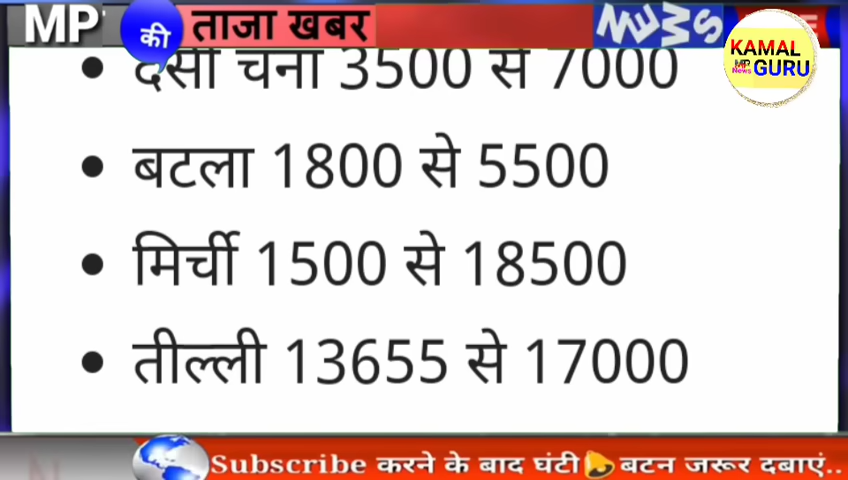 MP की ताजा खबर NEWS
KAMAL
MP News GURU
• देसी चना 3500 से 7000
• बटला 1800 से 5500
• मिर्ची 1500 से 18500
• तील्ली 13655 से 17000
Subscribe करने के बाद घंटी बटन जरूर दबाएं..